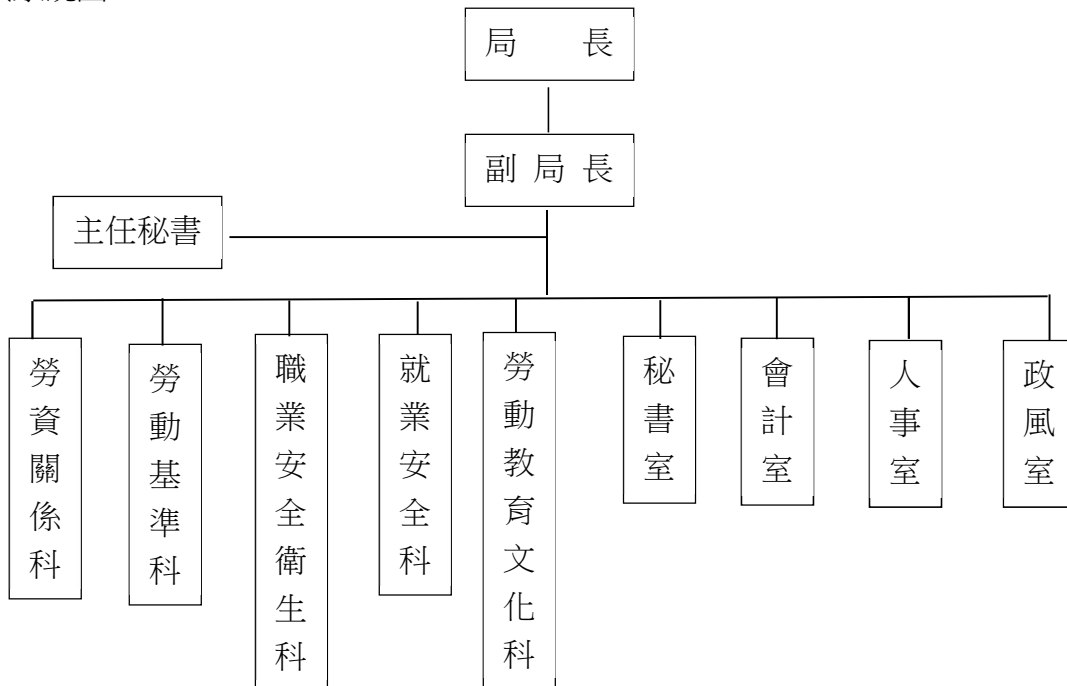 局　　長
副 局 長
主任秘書
勞資關係科
勞動基準科
職業安全衛生科
就業安全科
勞動教育文化科
秘書室
會計室
人事室
政風室